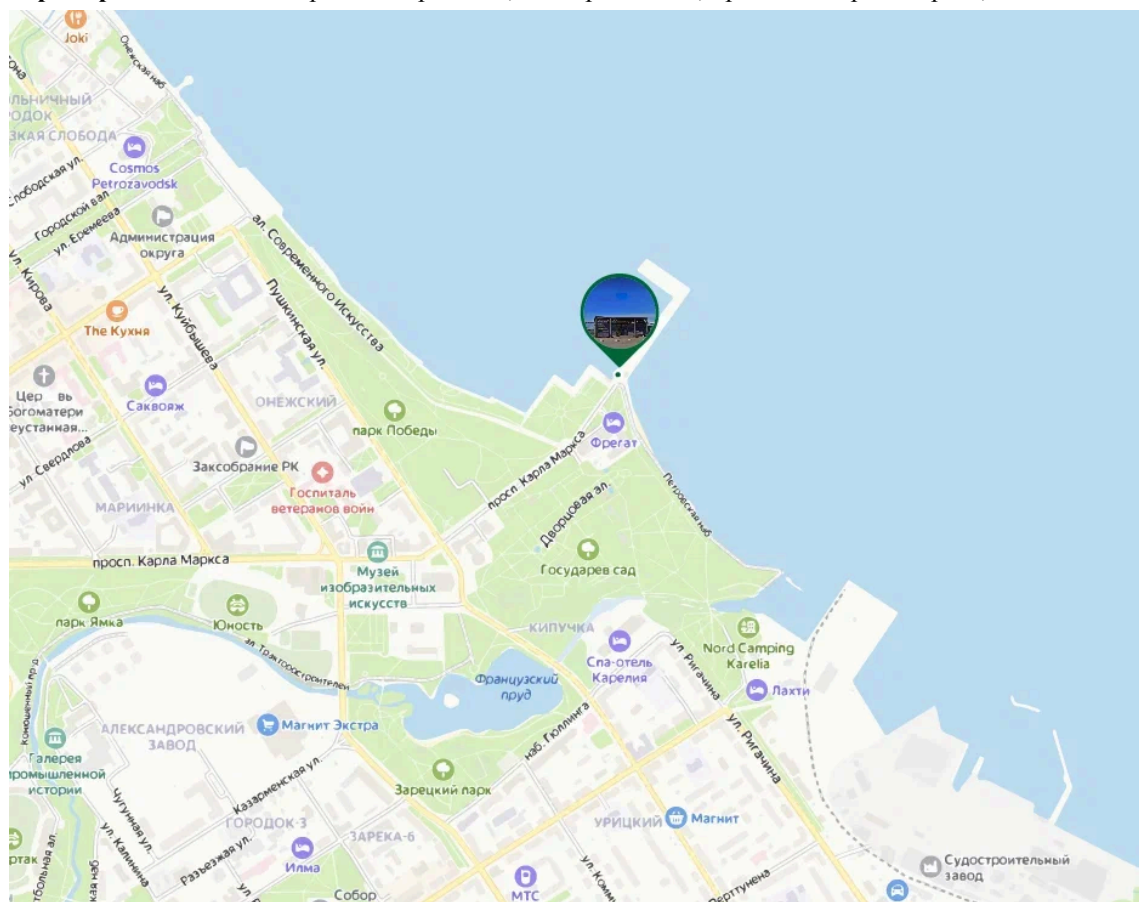 Joki
Онежская наб
РОДОК
ЗКАЯ СЛОБОДА
Cosmos
Petrozavodsk
Слободская ул.
Городской вал
ул. Еремеева
Администрация
округа
ал. Современного Искусства
ул. Кирова
The Кухня
ул. Куйбышева
Пушкинская ул.
Саквояж
ОНЕЖСКИЙ
парк Победы
Фрегат
ул. Свердлова
Заксобрание РК
Госпиталь
ветеранов войн
просп. Карла Маркса
Петровская наб
МАРИИНКА
Дворцовая ал.
Государев сад
просп. Карла Маркса
Музей
изобразительных
искусств
парк Ямка
Юность
КИПУЧКА
Nord Camping
Karelia
Спа-отель
Карелия
ул. Ригачина
Лахти
Французский
пруд
АЛЕКСАНДРОВСКИЙ
ЗАВОД
Магнит Экстра
наб. Гюллинга
ул. Ригачина
Галерея
промышленной
истории
Зарецкий парк
Казарменская ул.
Чугунная ул.
ул. Калинина
ГОРОДОК-3
ЗАРЕКА-6
УРИЦКИЙ
Магнит
Разъезжая ул.
Илма
Собор
МТС
Судостроительный
завод